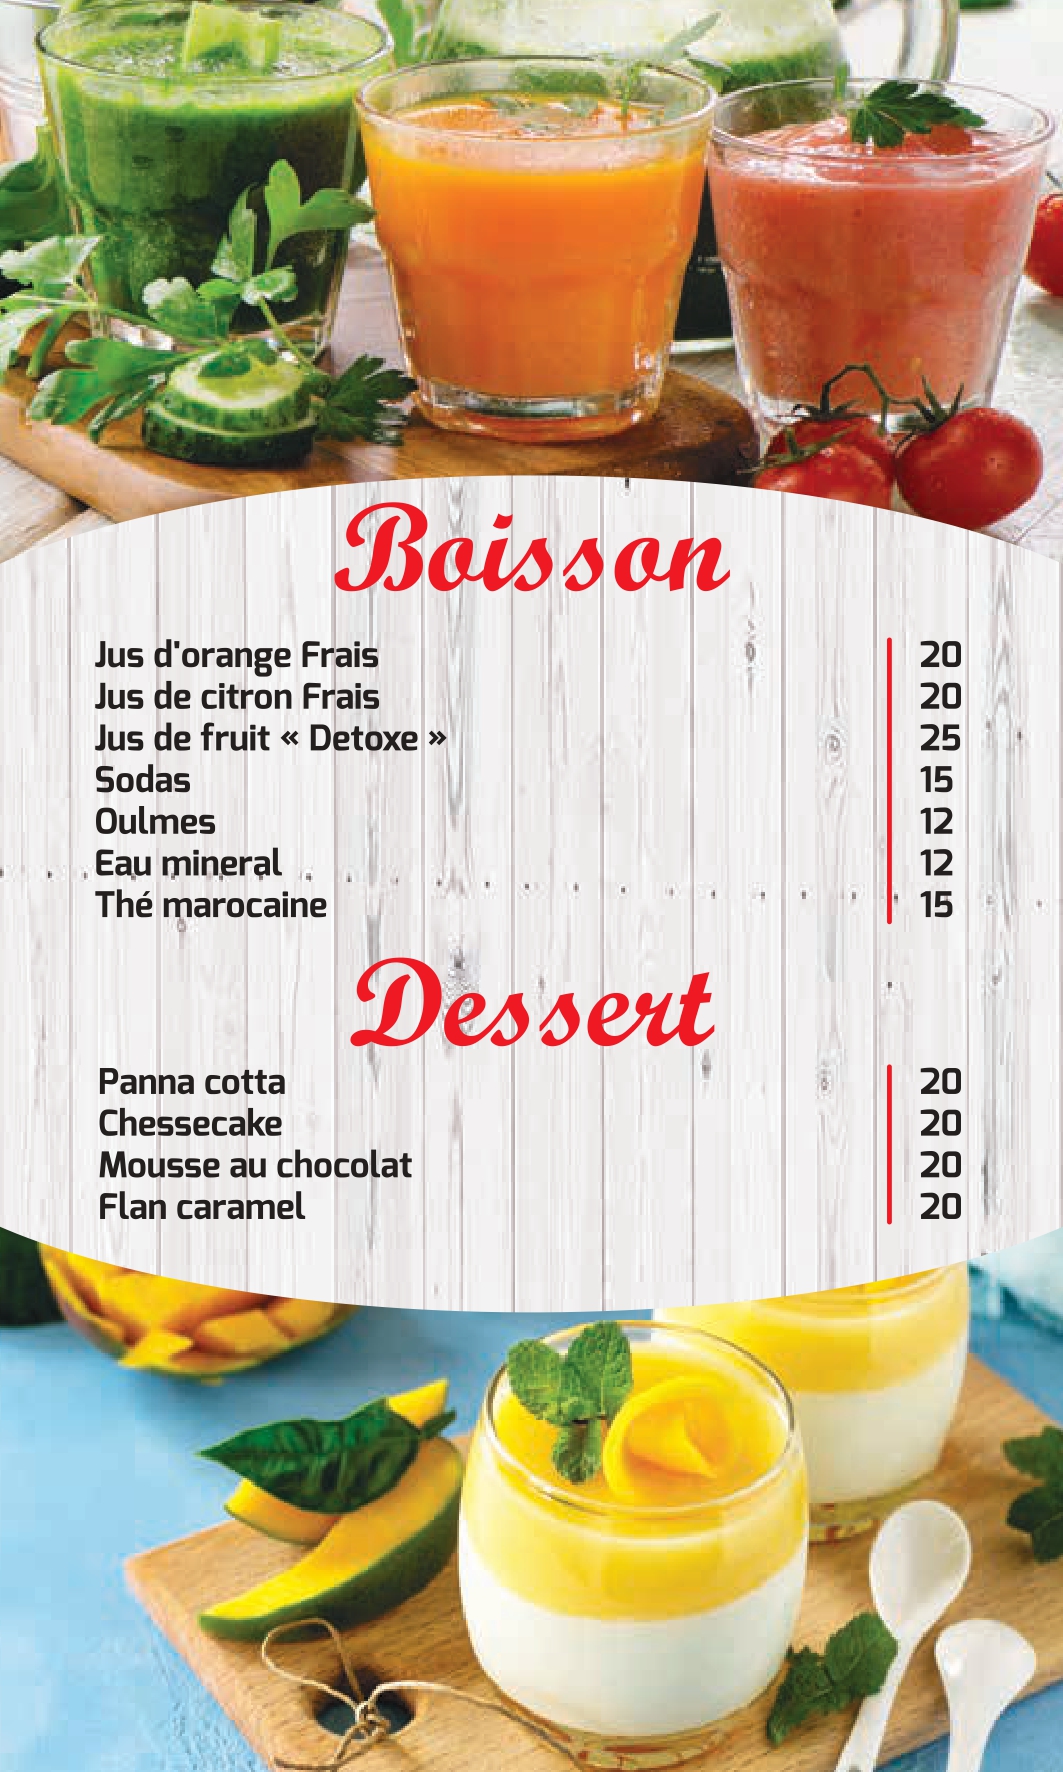 Boisson
Jus d'orange Frais 20
Jus de citron Frais 20
Jus de fruit « Detoxe » 25
Sodas 15
Oulmes 12
Eau mineral 12
Thé marocaine 15
Dessert
Panna cotta 20
Chessecake 20
Mousse au chocolat 20
Flan caramel 20